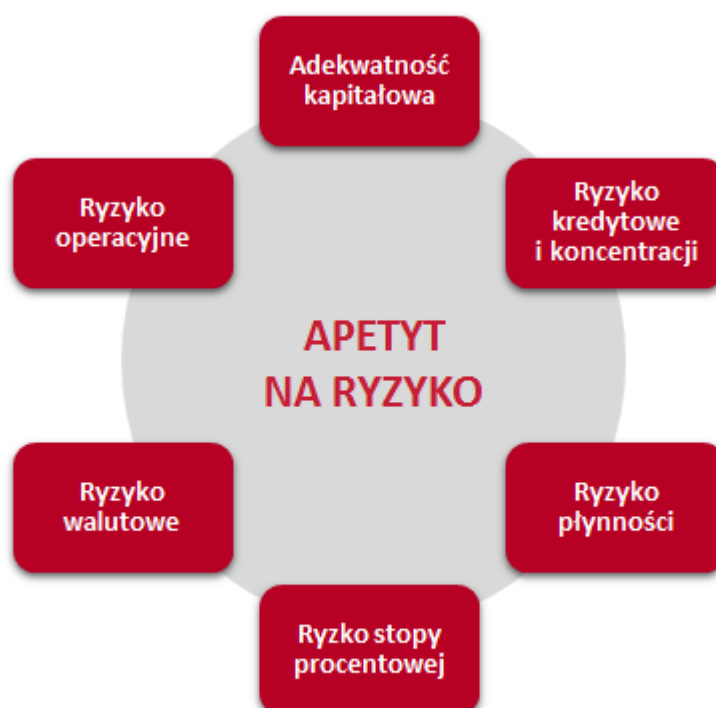 Adekwatność
kapitałowa
Ryzyko
operacyjne
Ryzyko
kredytowe
i koncentracji
APETYT
NA RYZYKO
Ryzyko
walutowe
Ryzyko
płynności
Ryzko stopy
procentowej